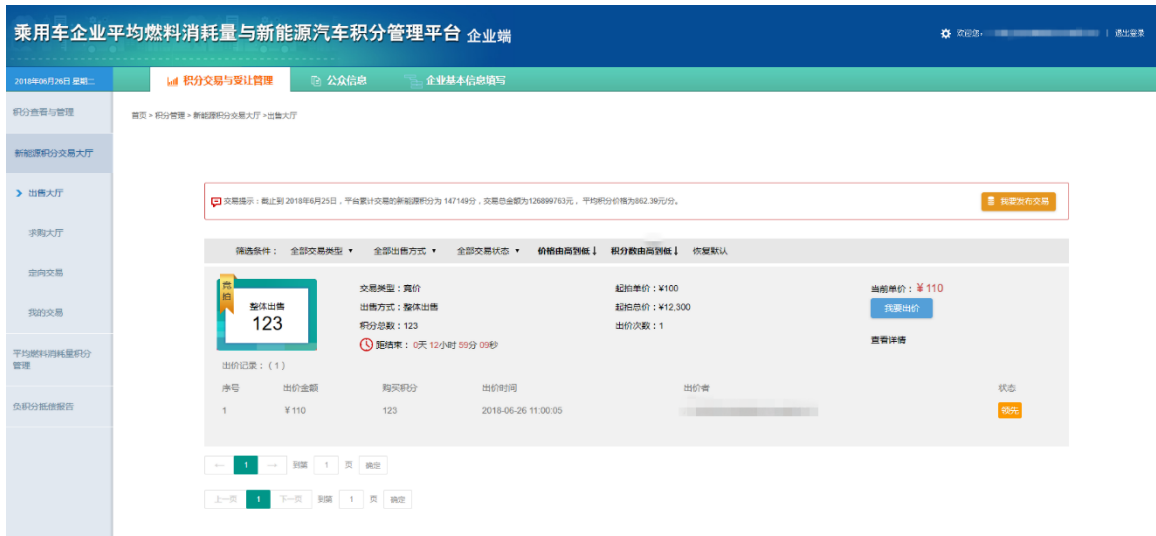 乘用车企业平均燃料消耗量与新能源汽车积分管理平台 企业端
欢迎您, | 退出登录
2018年06月26日 星期二
积分交易与受让管理 公众信息 企业基本信息填写
积分查看与管理
首页 > 积分管理 > 新能源积分交易大厅 >出售大厅
新能源积分交易大厅
出售大厅
求购大厅
定向交易
我的交易
平均燃料消耗量积分
管理
负积分抵偿报告
交易提示：截止到 2018年6月25日，平台累计交易的新能源积分为 147149分，交易总金额为126899763元，平均积分价格为862.39元/分。 我要发布交易
筛选条件： 全部交易类型 ▼ 全部出售方式 ▼ 全部交易状态 ▼ 价格由高到低↓ 积分数由高到低↓ 恢复默认
竞拍
整体出售
123
交易类型：竞价
出售方式：整体出售
积分总数：123
距结束： 0天 12小时 59分 09秒
起拍单价：¥100
起拍总价：¥12,300
出价次数：1
当前单价：¥ 110
我要出价
查看详情
出价记录：（1）
序号 出价金额 购买积分 出价时间 出价者 状态
1 ¥ 110 123 2018-06-26 11:00:05 领先
← 1 → 到第 1 页 确定
上一页 1 下一页 到第 1 页 确定